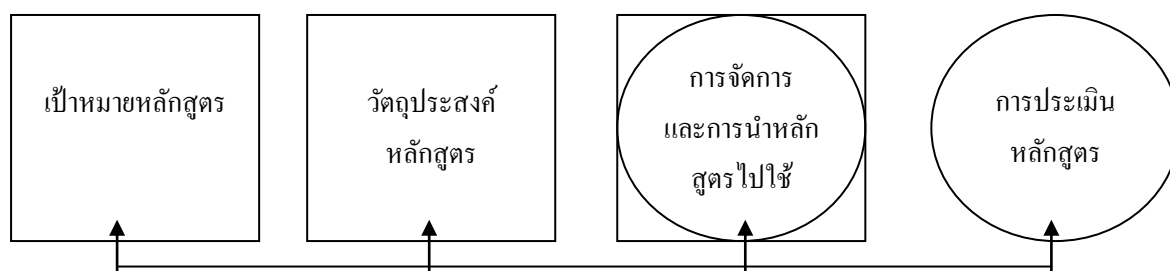 เป้าหมายหลักสูตร
วัตถุประสงค์
หลักสูตร
การจัดการ
และการนำหลัก
สูตรไปใช้
การประเมิน
หลักสูตร